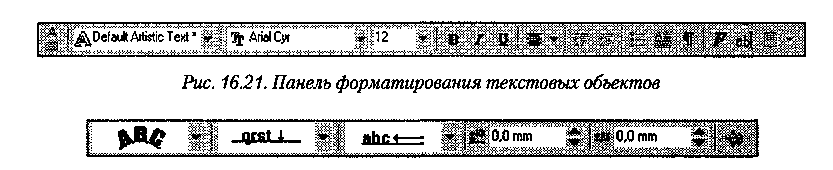 Default Artistic Text * Arial Cyr 12 B I U F ab
Рис. 16.21. Панель форматирования текстовых объектов
ABC qrst abc 0,0 mm 0,0 mm